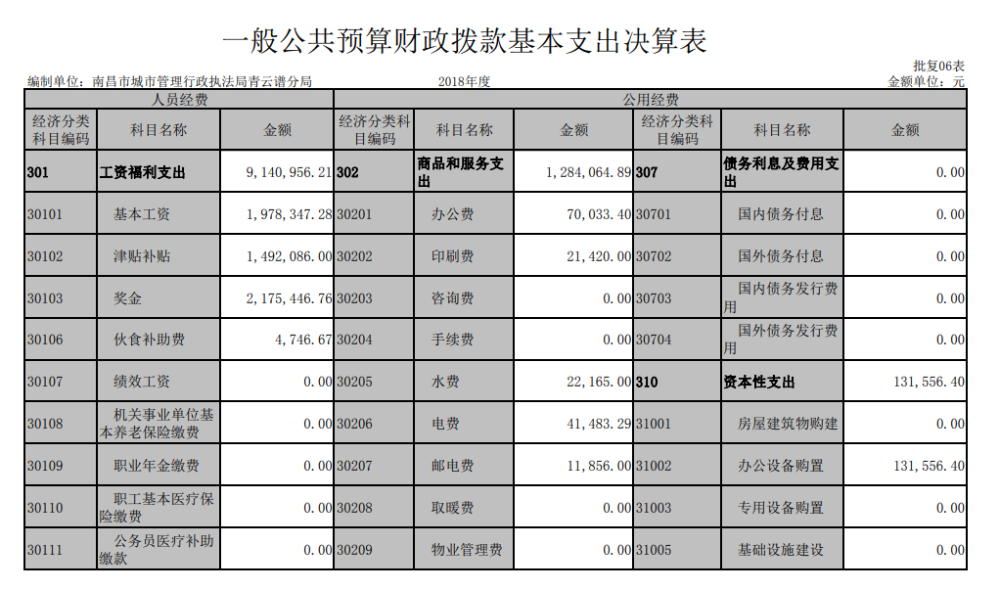 一般公共预算财政拨款基本支出决算表
批复06表
编制单位：南昌市城市管理行政执法局青云谱分局 2018年度 金额单位：元
人员经费 公用经费
经济分类科目编码 科目名称 金额 经济分类科目编码 科目名称 金额 经济分类科目编码 科目名称 金额
301 工资福利支出 9,140,956.21 302 商品和服务支出 1,284,064.89 307 债务利息及费用支出 0.00
30101 基本工资 1,978,347.28 30201 办公费 70,033.40 30701 国内债务付息 0.00
30102 津贴补贴 1,492,086.00 30202 印刷费 21,420.00 30702 国外债务付息 0.00
30103 奖金 2,175,446.76 30203 咨询费 0.00 30703 国内债务发行费用 0.00
30106 伙食补助费 4,746.67 30204 手续费 0.00 30704 国外债务发行费用 0.00
30107 绩效工资 0.00 30205 水费 22,165.00 310 资本性支出 131,556.40
30108 机关事业单位基本养老保险缴费 0.00 30206 电费 41,483.29 31001 房屋建筑物购建 0.00
30109 职业年金缴费 0.00 30207 邮电费 11,856.00 31002 办公设备购置 131,556.40
30110 职工基本医疗保险缴费 0.00 30208 取暖费 0.00 31003 专用设备购置 0.00
30111 公务员医疗补助缴款 0.00 30209 物业管理费 0.00 31005 基础设施建设 0.00